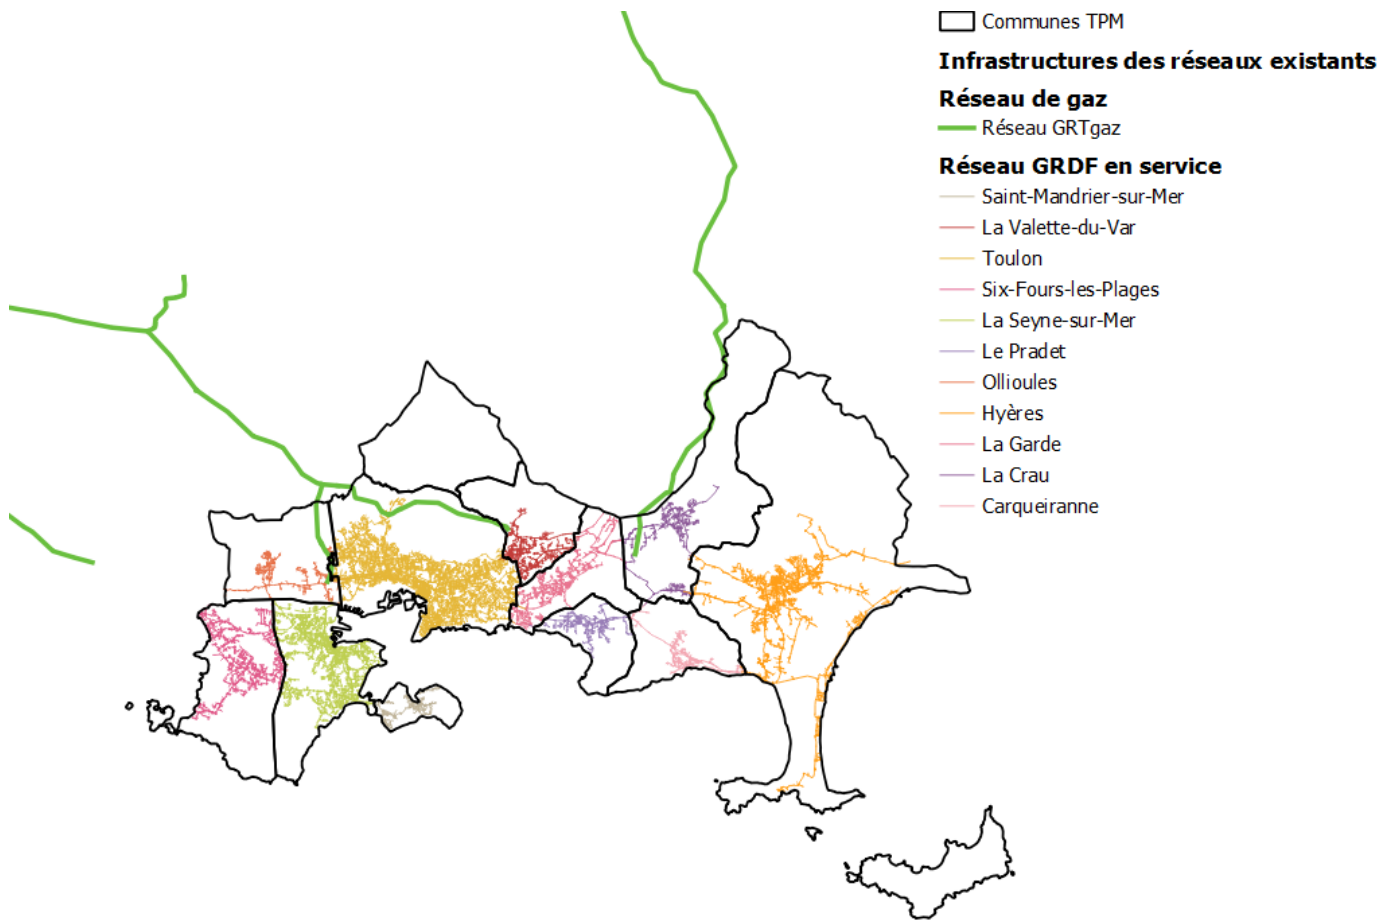 Communes TPM
Infrastructures des réseaux existants
Réseau de gaz
Réseau GRTgaz
Réseau GRDF en service
Saint-Mandrier-sur-Mer
La Valette-du-Var
Toulon
Six-Fours-les-Plages
La Seyne-sur-Mer
Le Pradet
Ollioules
Hyères
La Garde
La Crau
Carqueiranne